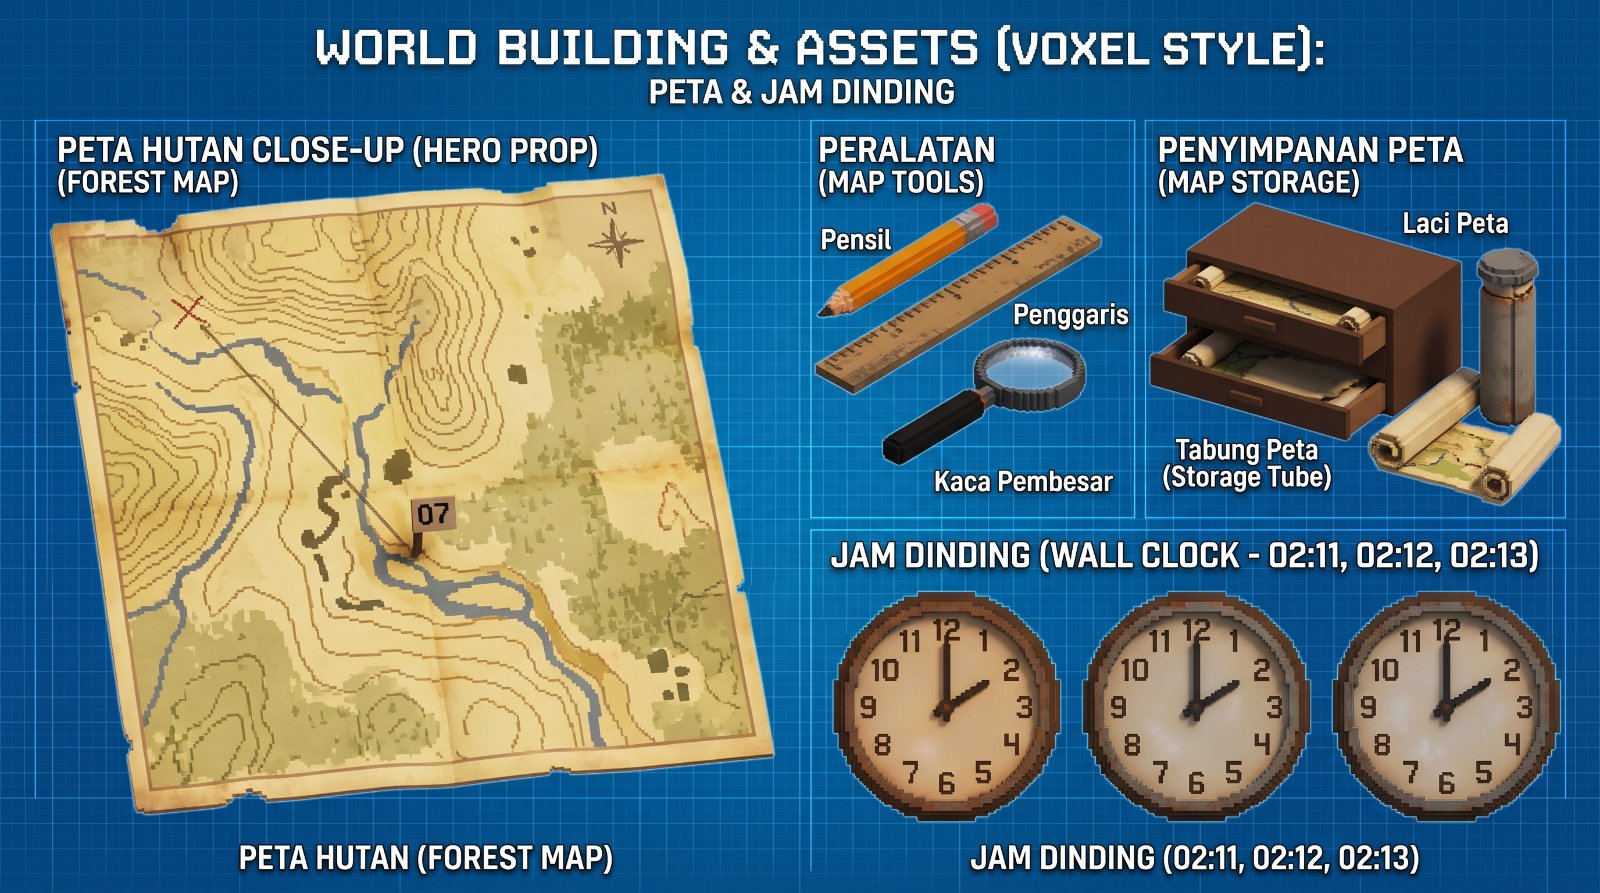 WORLD BUILDING & ASSETS (VOXEL STYLE):
PETA & JAM DINDING
PETA HUTAN CLOSE-UP (HERO PROP)
(FOREST MAP)
N
07
PETA HUTAN (FOREST MAP)
PERALATAN
(MAP TOOLS)
Pensil
Penggaris
Kaca Pembesar
PENYIMPANAN PETA
(MAP STORAGE)
Laci Peta
Tabung Peta
(Storage Tube)
JAM DINDING (WALL CLOCK - 02:11, 02:12, 02:13)
12 1 2 3 4 5 6 7 8 9 10 11
12 1 2 3 4 5 6 7 8 9 10 11
12 1 2 3 4 5 6 7 8 9 10 11
JAM DINDING (02:11, 02:12, 02:13)